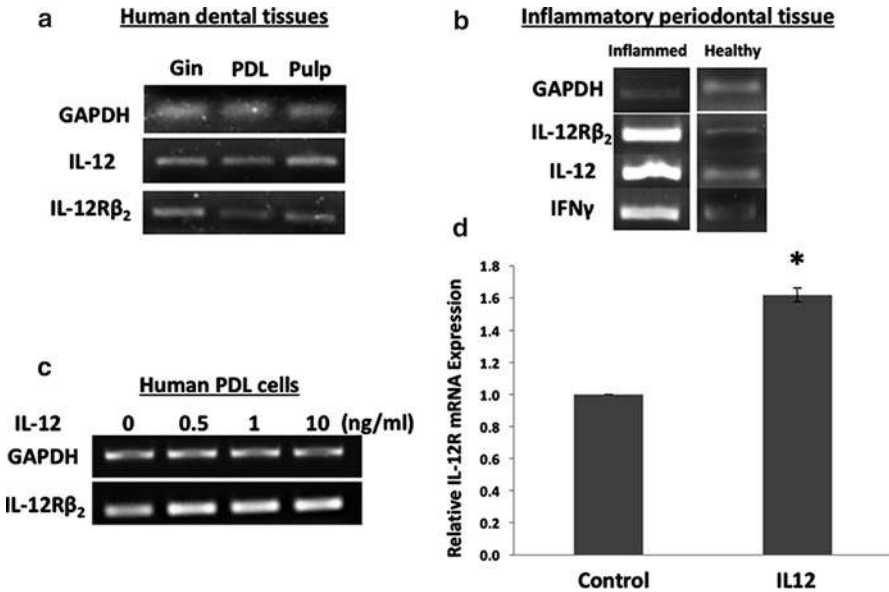 a
Human dental tissues
Gin PDL Pulp
GAPDH
IL-12
IL-12Rβ₂
b
Inflammatory periodontal tissue
Inflammed Healthy
GAPDH
IL-12Rβ₂
IL-12
IFNγ
c
Human PDL cells
IL-12 0 0.5 1 10 (ng/ml)
GAPDH
IL-12Rβ₂
d
Relative IL-12R mRNA Expression
1.8
1.6
1.4
1.2
1.0
0.8
0.6
0.4
0.2
0.0
*
Control IL12